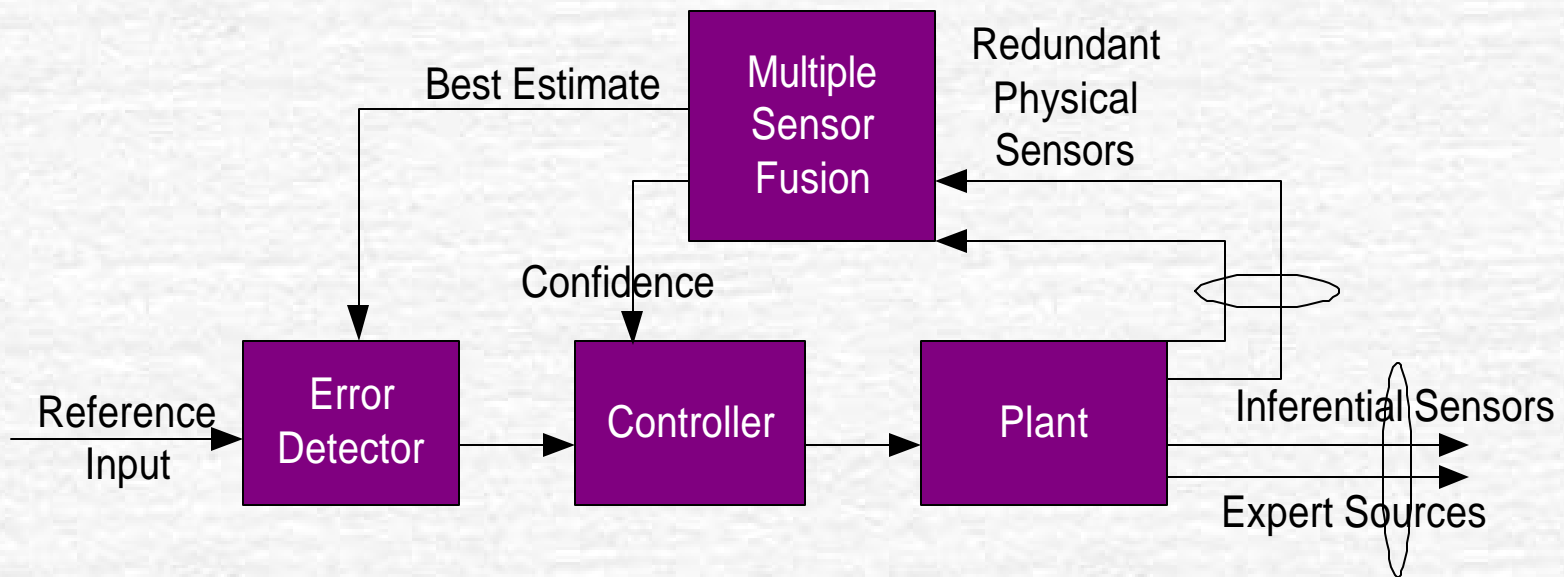 Best Estimate
Multiple
Sensor
Fusion
Redundant
Physical
Sensors
Confidence
Reference
Input
Error
Detector
Controller
Plant
Inferential Sensors
Expert Sources